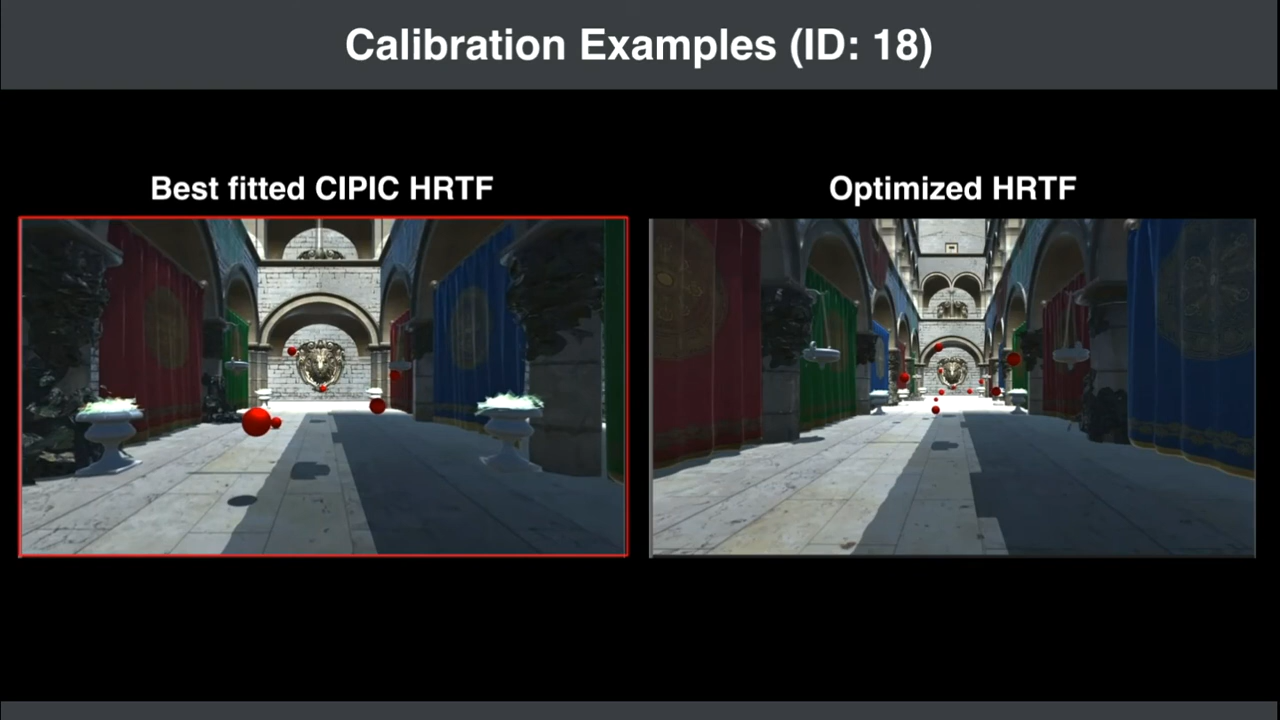 Calibration Examples (ID: 18)
Best fitted CIPIC HRTF
Optimized HRTF